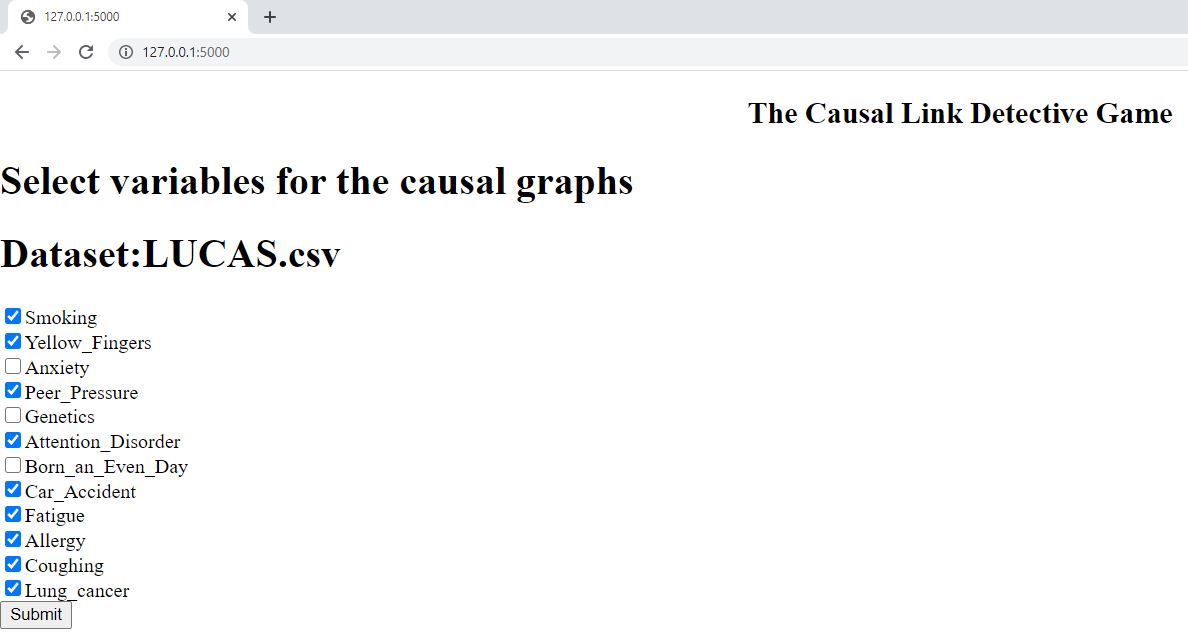 127.0.0.1:5000
127.0.0.1:5000
The Causal Link Detective Game
Select variables for the causal graphs
Dataset:LUCAS.csv
Smoking
Yellow_Fingers
Anxiety
Peer_Pressure
Genetics
Attention_Disorder
Born_an_Even_Day
Car_Accident
Fatigue
Allergy
Coughing
Lung_cancer
Submit